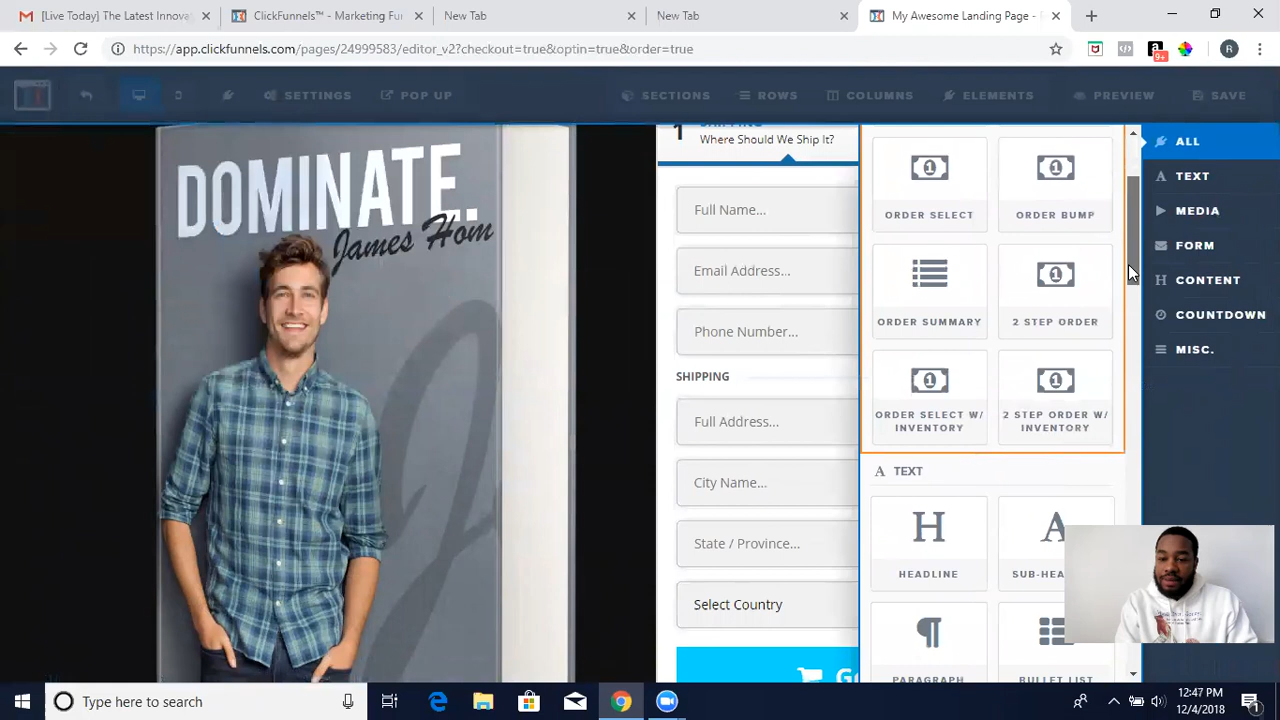 [Live Today] The Latest Innova
ClickFunnels™ - Marketing Fu
New Tab
New Tab
My Awesome Landing Page -
https://app.clickfunnels.com/pages/24999583/editor_v2?checkout=true&optin=true&order=true
9+
R
SETTINGS
POP UP
SECTIONS
ROWS
COLUMNS
ELEMENTS
PREVIEW
SAVE
DOMINATE.
James Hom
1
Where Should We Ship It?
Full Name...
Email Address...
Phone Number...
SHIPPING
Full Address...
City Name...
State / Province...
Select Country
ORDER SELECT
ORDER BUMP
ORDER SUMMARY
2 STEP ORDER
ORDER SELECT W/
INVENTORY
2 STEP ORDER W/
INVENTORY
A TEXT
H
HEADLINE
A
SUB-HEA
PARAGRAPH
BULLET LIST
ALL
A TEXT
MEDIA
FORM
H CONTENT
COUNTDOWN
MISC.
Type here to search
12:47 PM
12/4/2018